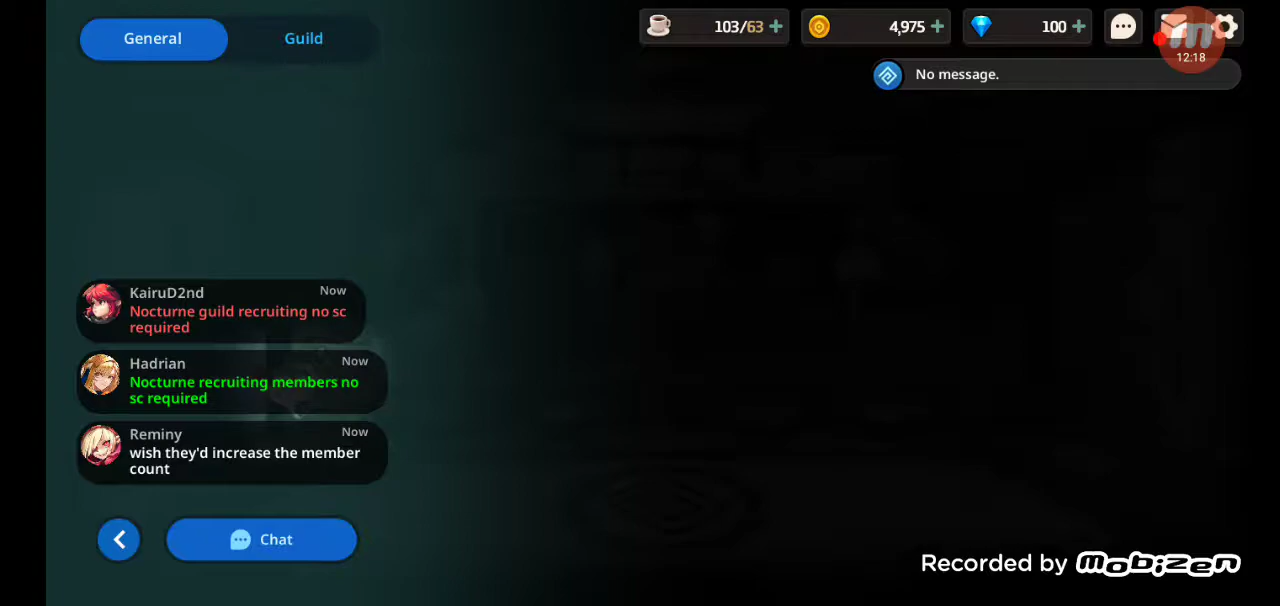 General
Guild
103/63
4,975
100
12:18
No message.
KairuD2nd
Now
Nocturne guild recruiting no sc
required
Hadrian
Now
Nocturne recruiting members no
sc required
Reminy
Now
wish they'd increase the member
count
Chat
Recorded by mobizen